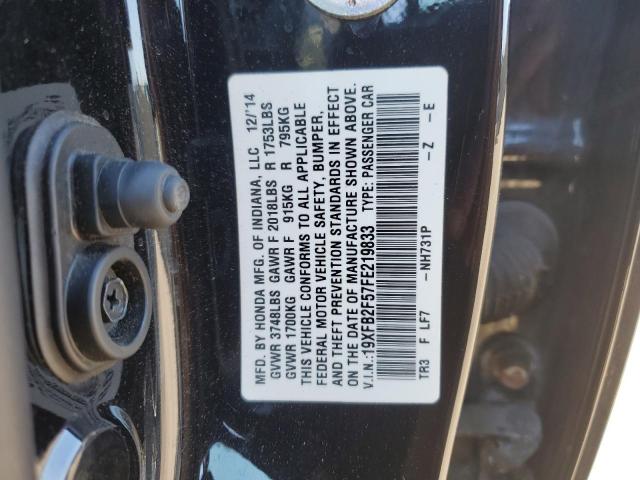 MFD. BY HONDA MFG. OF INDIANA, LLC 12/'14
GVWR 3748LBS GAWR F 2018LBS R 1753LBS
GVWR 1700KG GAWR F 915KG R 795KG
THIS VEHICLE CONFORMS TO ALL APPLICABLE
FEDERAL MOTOR VEHICLE SAFETY, BUMPER,
AND THEFT PREVENTION STANDARDS IN EFFECT
ON THE DATE OF MANUFACTURE SHOWN ABOVE.
V.I.N.:19XFB2F57FE219833 TYPE: PASSENGER CAR
TR3 F LF7 -NH731P -Z -E